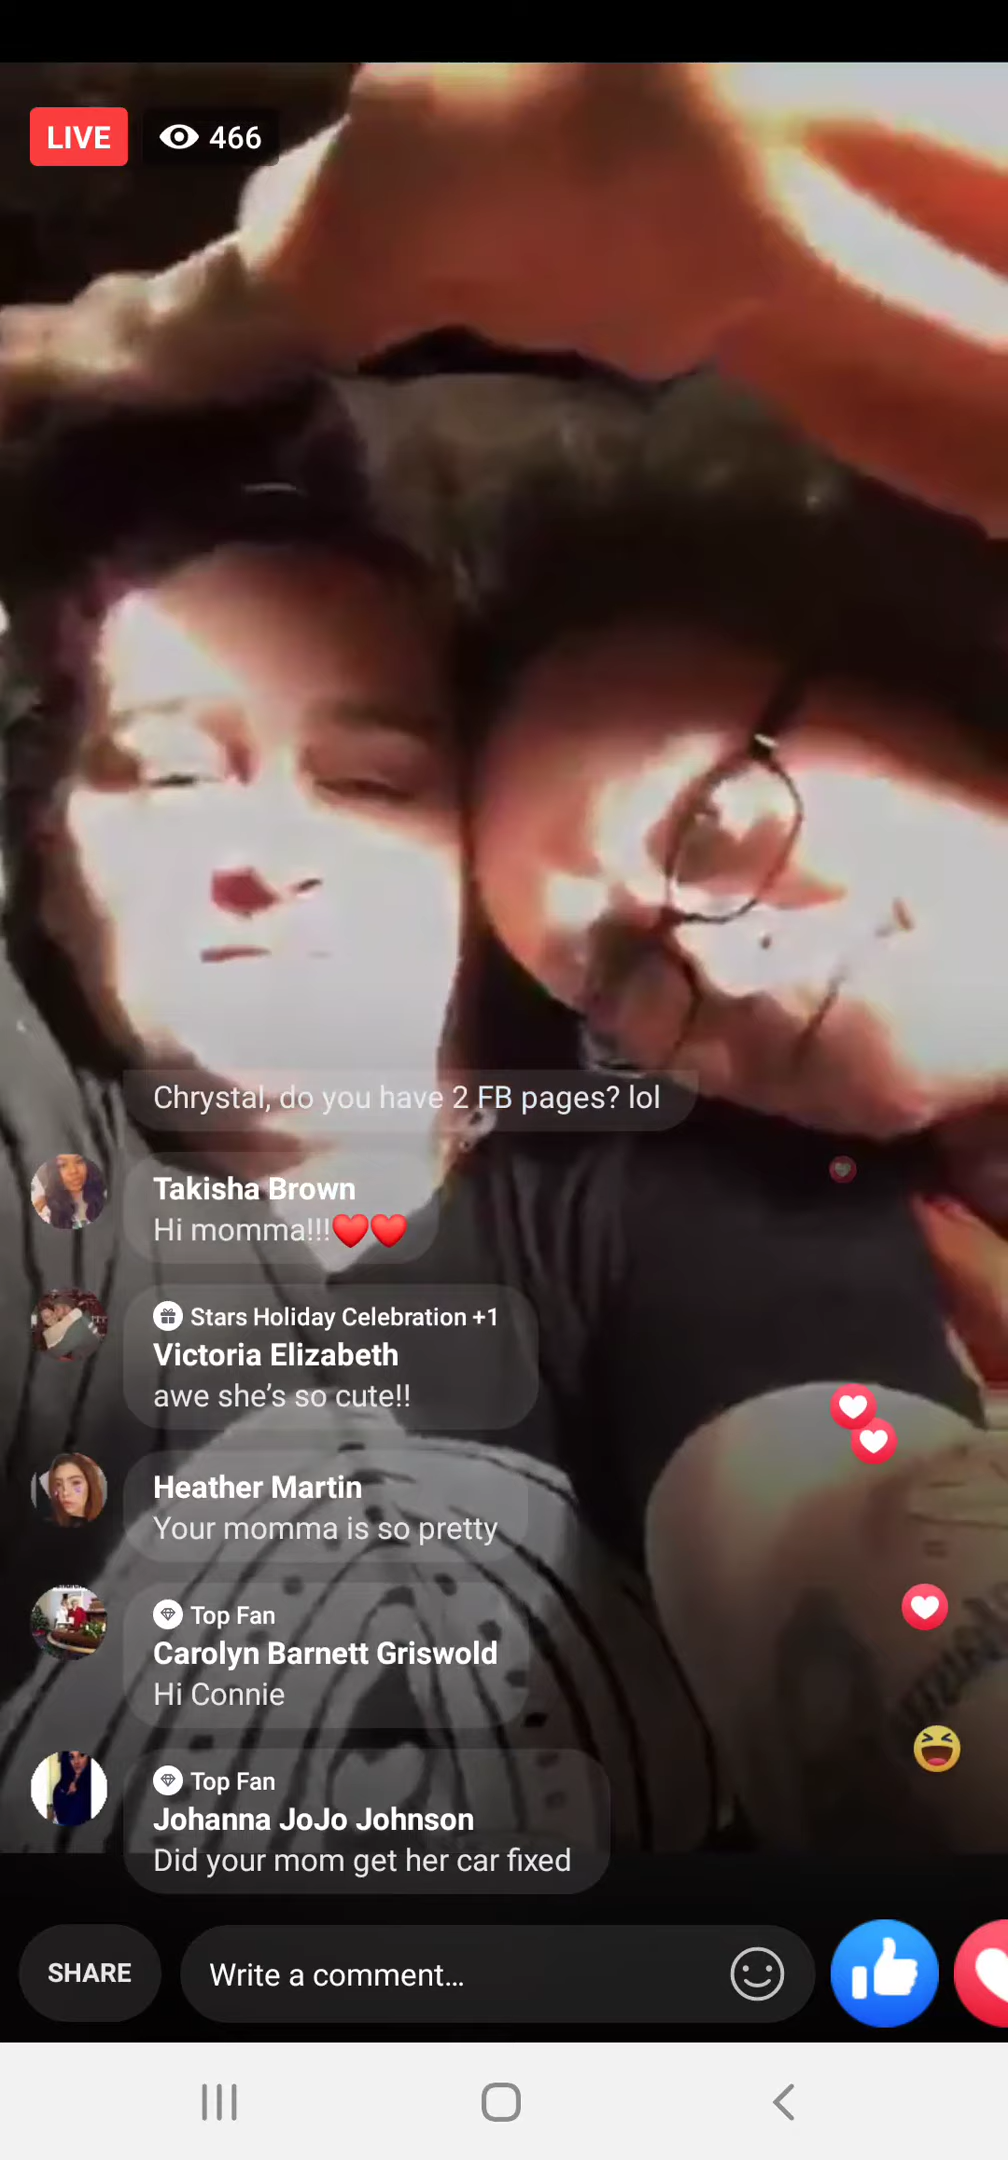 LIVE 466
Chrystal, do you have 2 FB pages? lol
Takisha Brown
Hi momma!!!❤️❤️
Stars Holiday Celebration +1
Victoria Elizabeth
awe she's so cute!!
Heather Martin
Your momma is so pretty
Top Fan
Carolyn Barnett Griswold
Hi Connie
Top Fan
Johanna JoJo Johnson
Did your mom get her car fixed
SHARE
Write a comment...